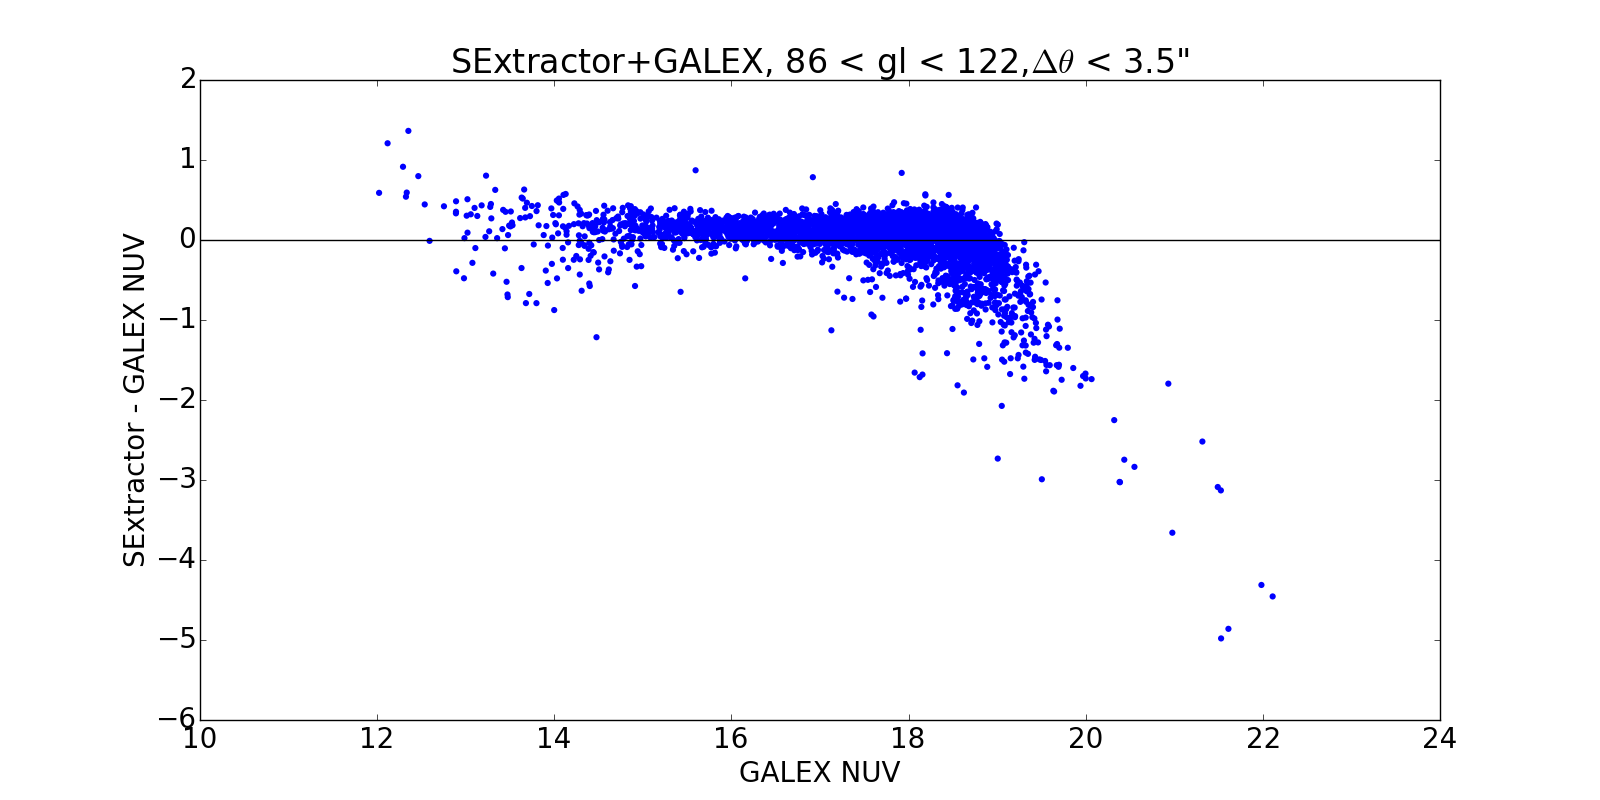 SExtractor+GALEX, 86 < gl < 122,Δθ < 3.5"
2
1
0
−1
−2
−3
−4
−5
−6
SExtractor - GALEX NUV
10 12 14 16 18 20 22 24
GALEX NUV